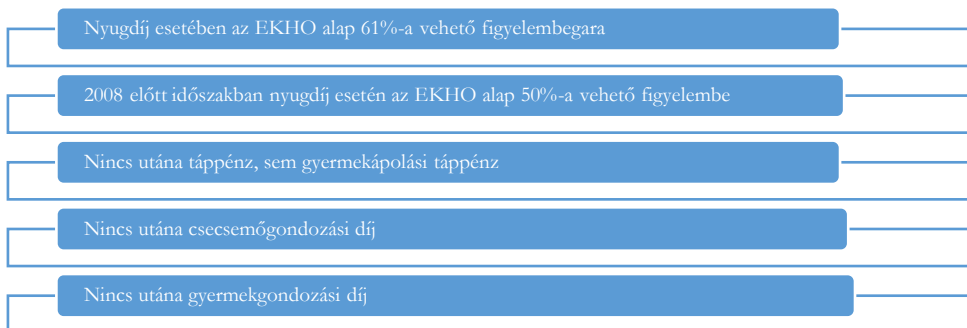 Nyugdíj esetében az EKHO alap 61%-a vehető figyelembegara
2008 előtt időszakban nyugdíj esetén az EKHO alap 50%-a vehető figyelembe
Nincs utána táppénz, sem gyermekápolási táppénz
Nincs utána csecsemőgondozási díj
Nincs utána gyermekgondozási díj